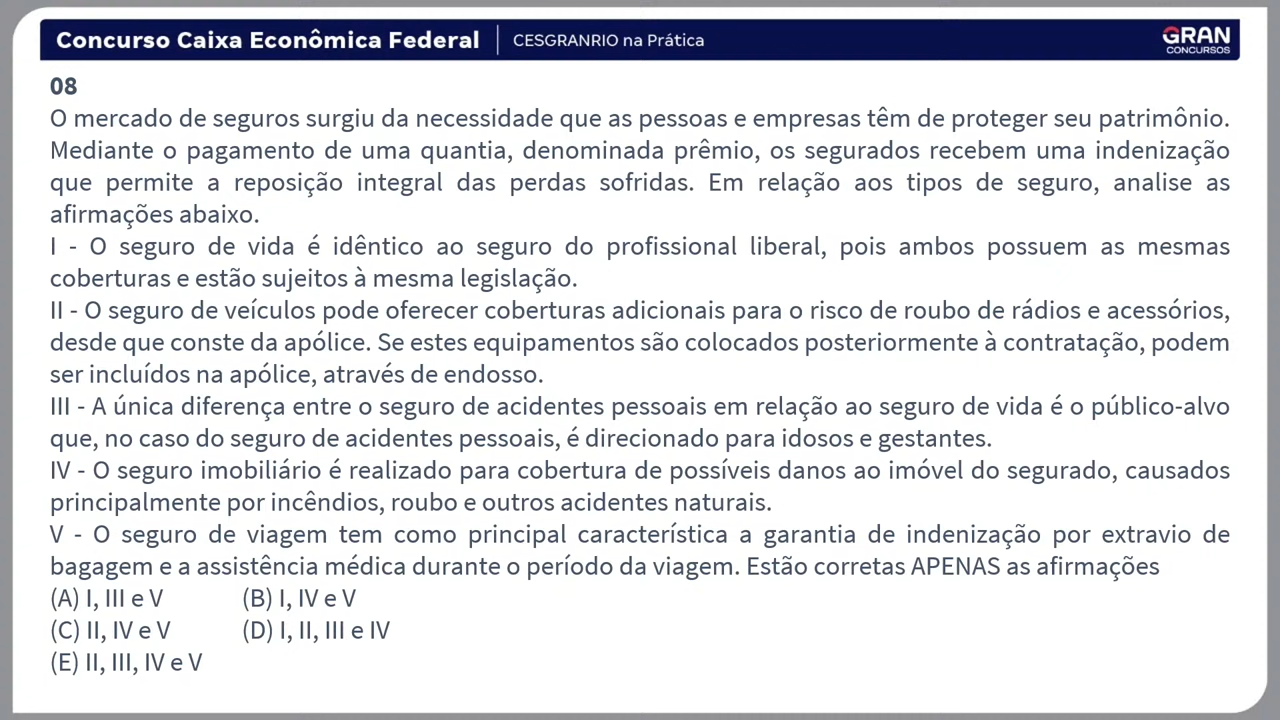 Concurso Caixa Econômica Federal | CESGRANRIO na Prática
GRAN
CONCURSOS
08
O mercado de seguros surgiu da necessidade que as pessoas e empresas têm de proteger seu patrimônio.
Mediante o pagamento de uma quantia, denominada prêmio, os segurados recebem uma indenização
que permite a reposição integral das perdas sofridas. Em relação aos tipos de seguro, analise as
afirmações abaixo.
I - O seguro de vida é idêntico ao seguro do profissional liberal, pois ambos possuem as mesmas
coberturas e estão sujeitos à mesma legislação.
II - O seguro de veículos pode oferecer coberturas adicionais para o risco de roubo de rádios e acessórios,
desde que conste da apólice. Se estes equipamentos são colocados posteriormente à contratação, podem
ser incluídos na apólice, através de endosso.
III - A única diferença entre o seguro de acidentes pessoais em relação ao seguro de vida é o público-alvo
que, no caso do seguro de acidentes pessoais, é direcionado para idosos e gestantes.
IV - O seguro imobiliário é realizado para cobertura de possíveis danos ao imóvel do segurado, causados
principalmente por incêndios, roubo e outros acidentes naturais.
V - O seguro de viagem tem como principal característica a garantia de indenização por extravio de
bagagem e a assistência médica durante o período da viagem. Estão corretas APENAS as afirmações
(A) I, III e V (B) I, IV e V
(C) II, IV e V (D) I, II, III e IV
(E) II, III, IV e V